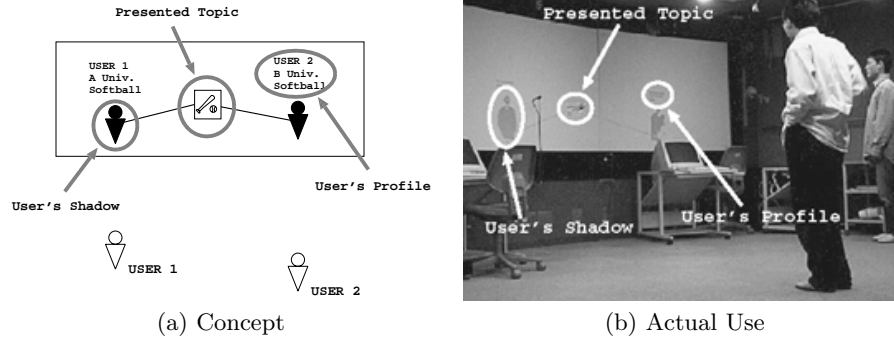 Presented Topic
USER 1
A Univ.
Softball
USER 2
B Univ.
Softball
User's Profile
User's Shadow
USER 1
USER 2
(a) Concept
Presented Topic
User's Shadow
User's Profile
(b) Actual Use